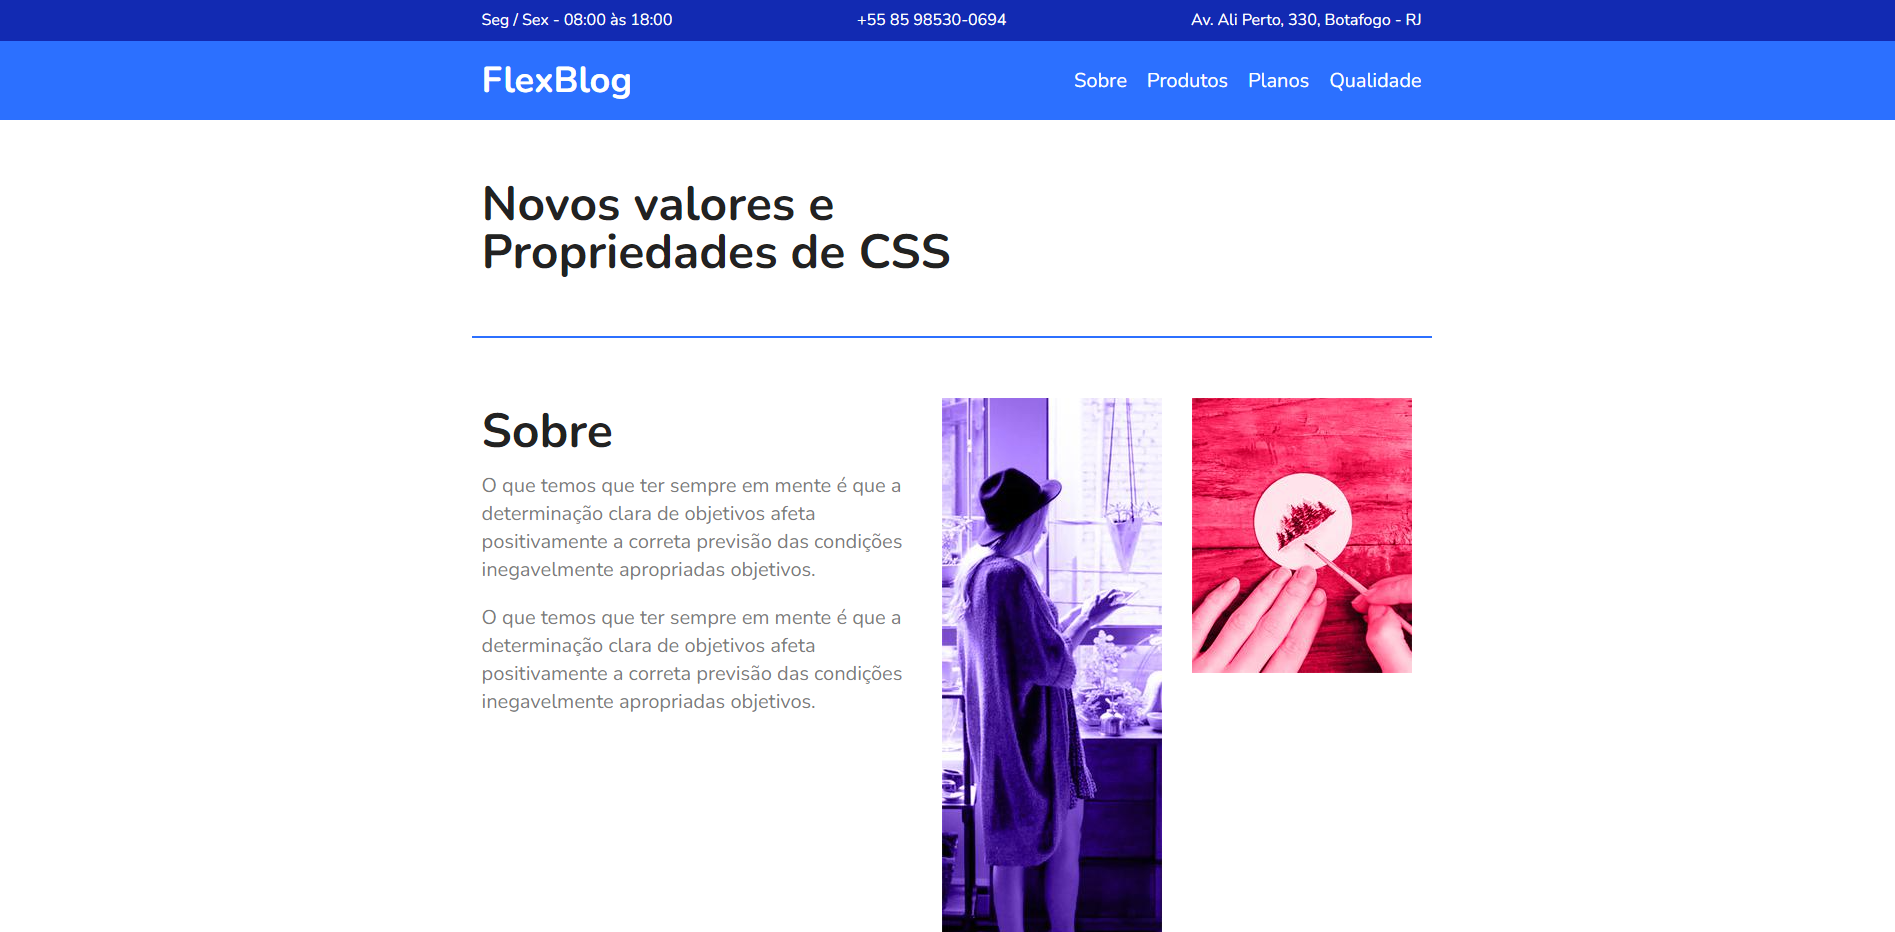 Seg / Sex - 08:00 às 18:00
+55 85 98530-0694
Av. Ali Perto, 330, Botafogo - RJ
FlexBlog
Sobre
Produtos
Planos
Qualidade
Novos valores e
Propriedades de CSS
Sobre
O que temos que ter sempre em mente é que a
determinação clara de objetivos afeta
positivamente a correta previsão das condições
inegavelmente apropriadas objetivos.
O que temos que ter sempre em mente é que a
determinação clara de objetivos afeta
positivamente a correta previsão das condições
inegavelmente apropriadas objetivos.